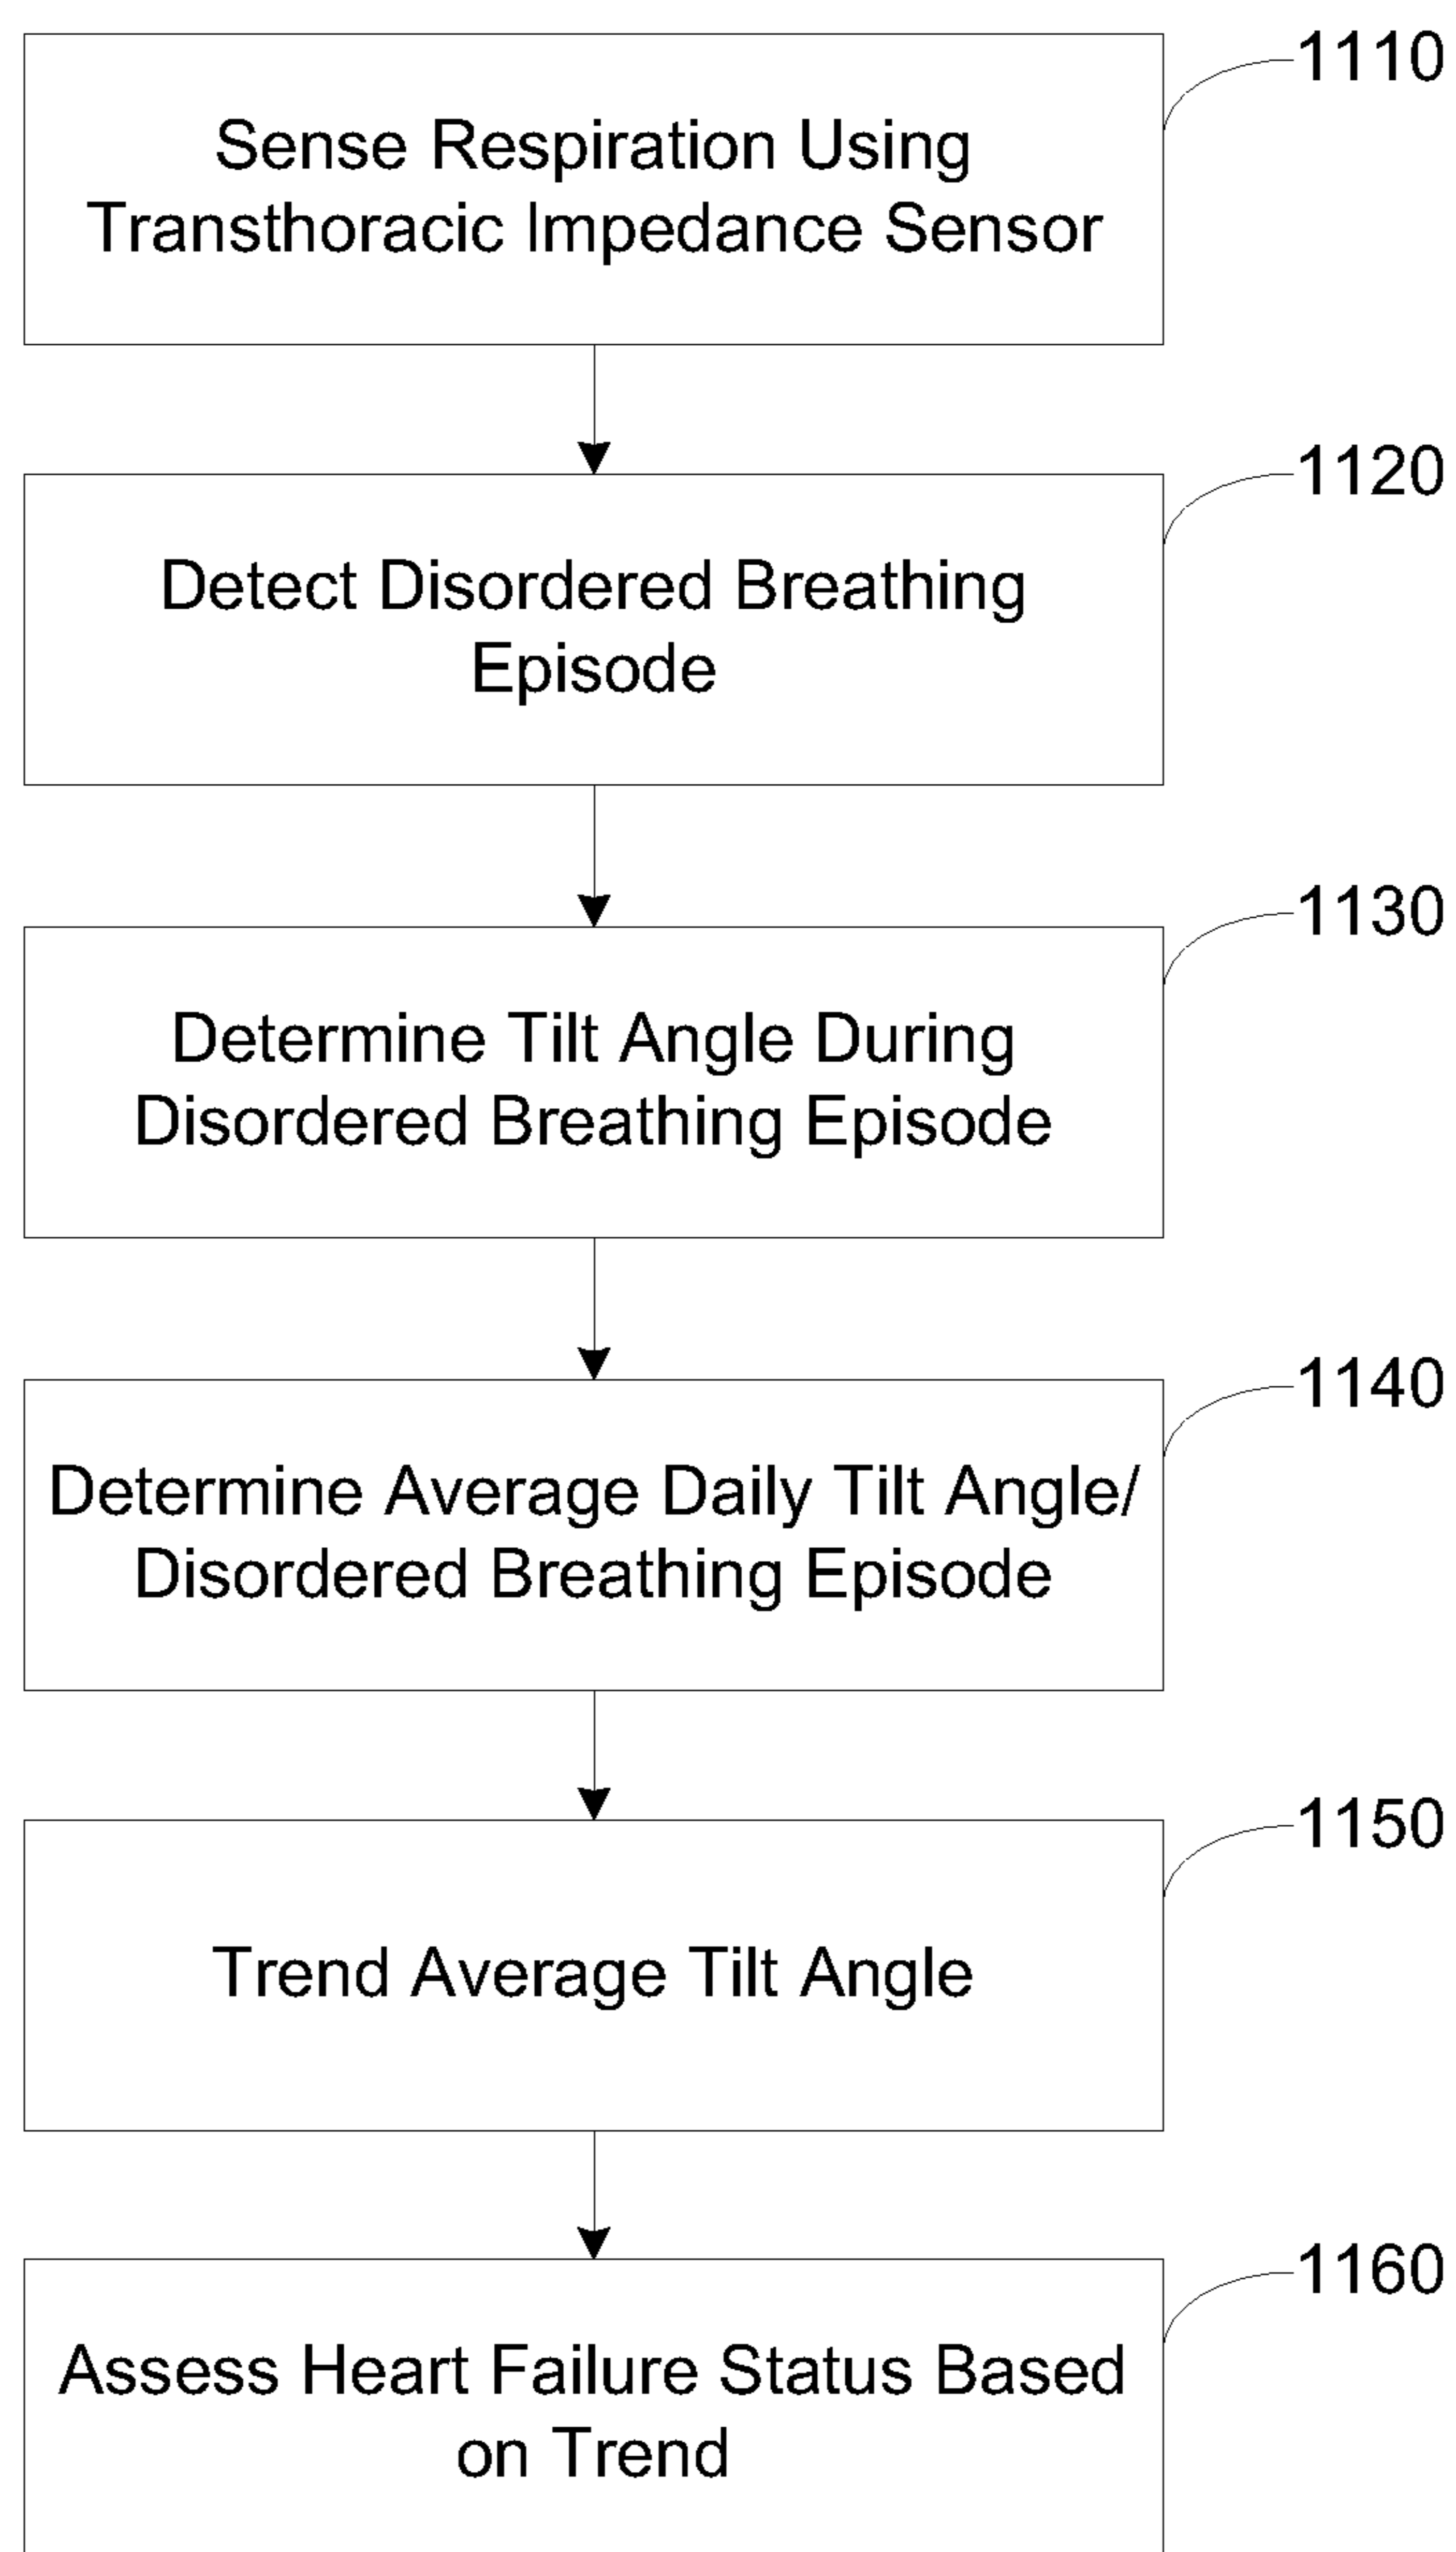 1110
Sense Respiration Using
Transthoracic Impedance Sensor
1120
Detect Disordered Breathing
Episode
1130
Determine Tilt Angle During
Disordered Breathing Episode
1140
Determine Average Daily Tilt Angle/
Disordered Breathing Episode
1150
Trend Average Tilt Angle
1160
Assess Heart Failure Status Based
on Trend